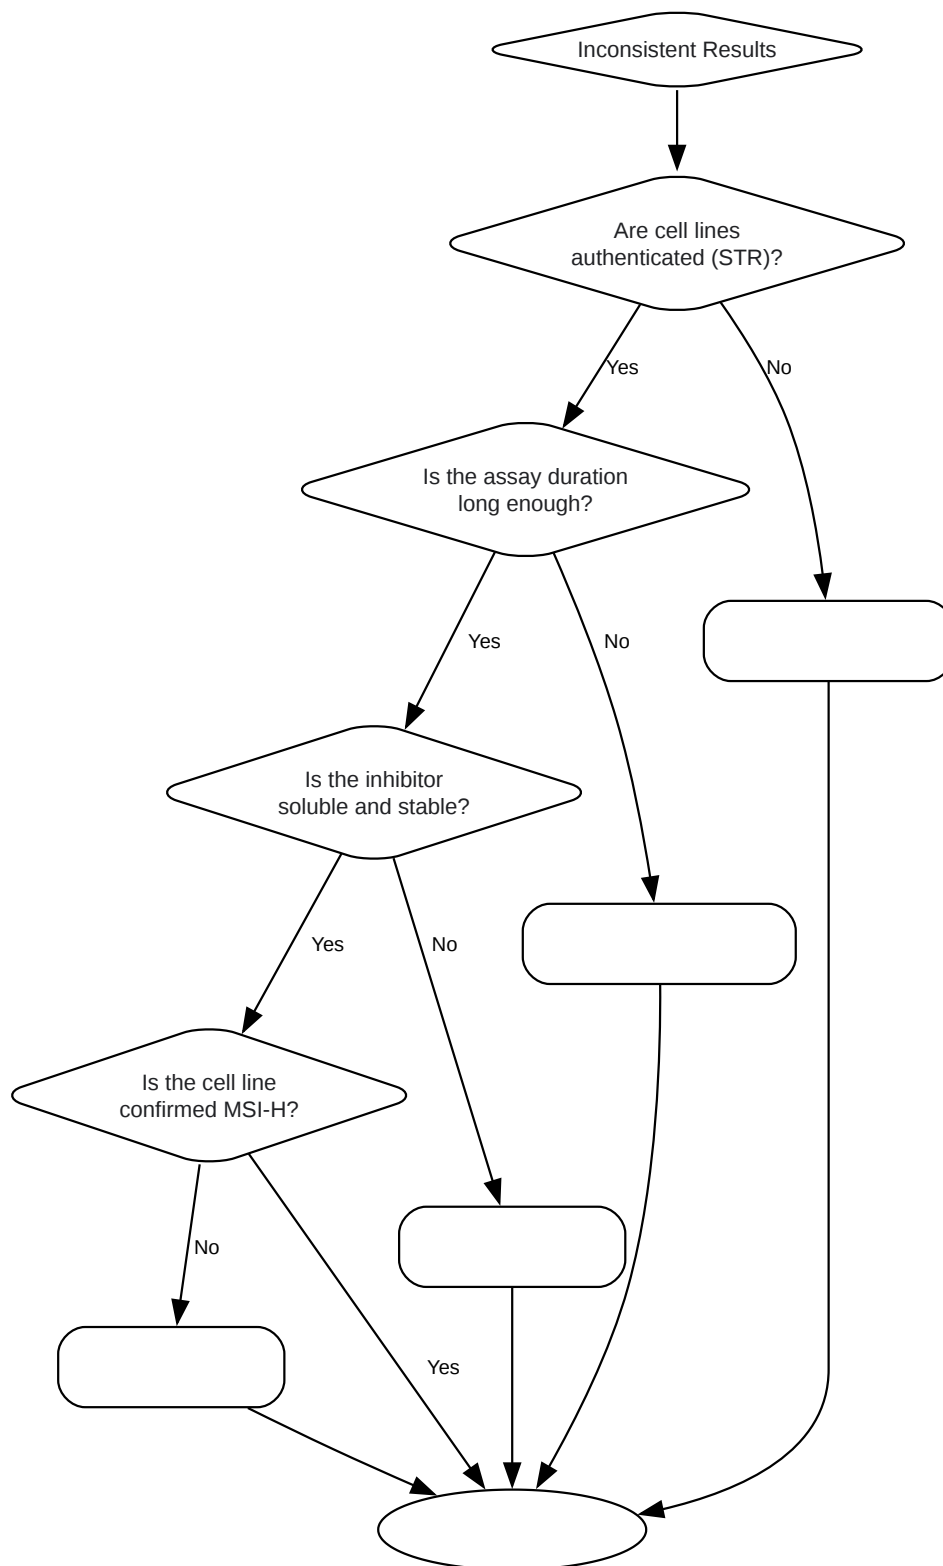 Inconsistent Results
Are cell lines
authenticated (STR)?
Yes
No
Is the assay duration
long enough?
Yes
No
Is the inhibitor
soluble and stable?
Yes
No
Is the cell line
confirmed MSI-H?
No
Yes